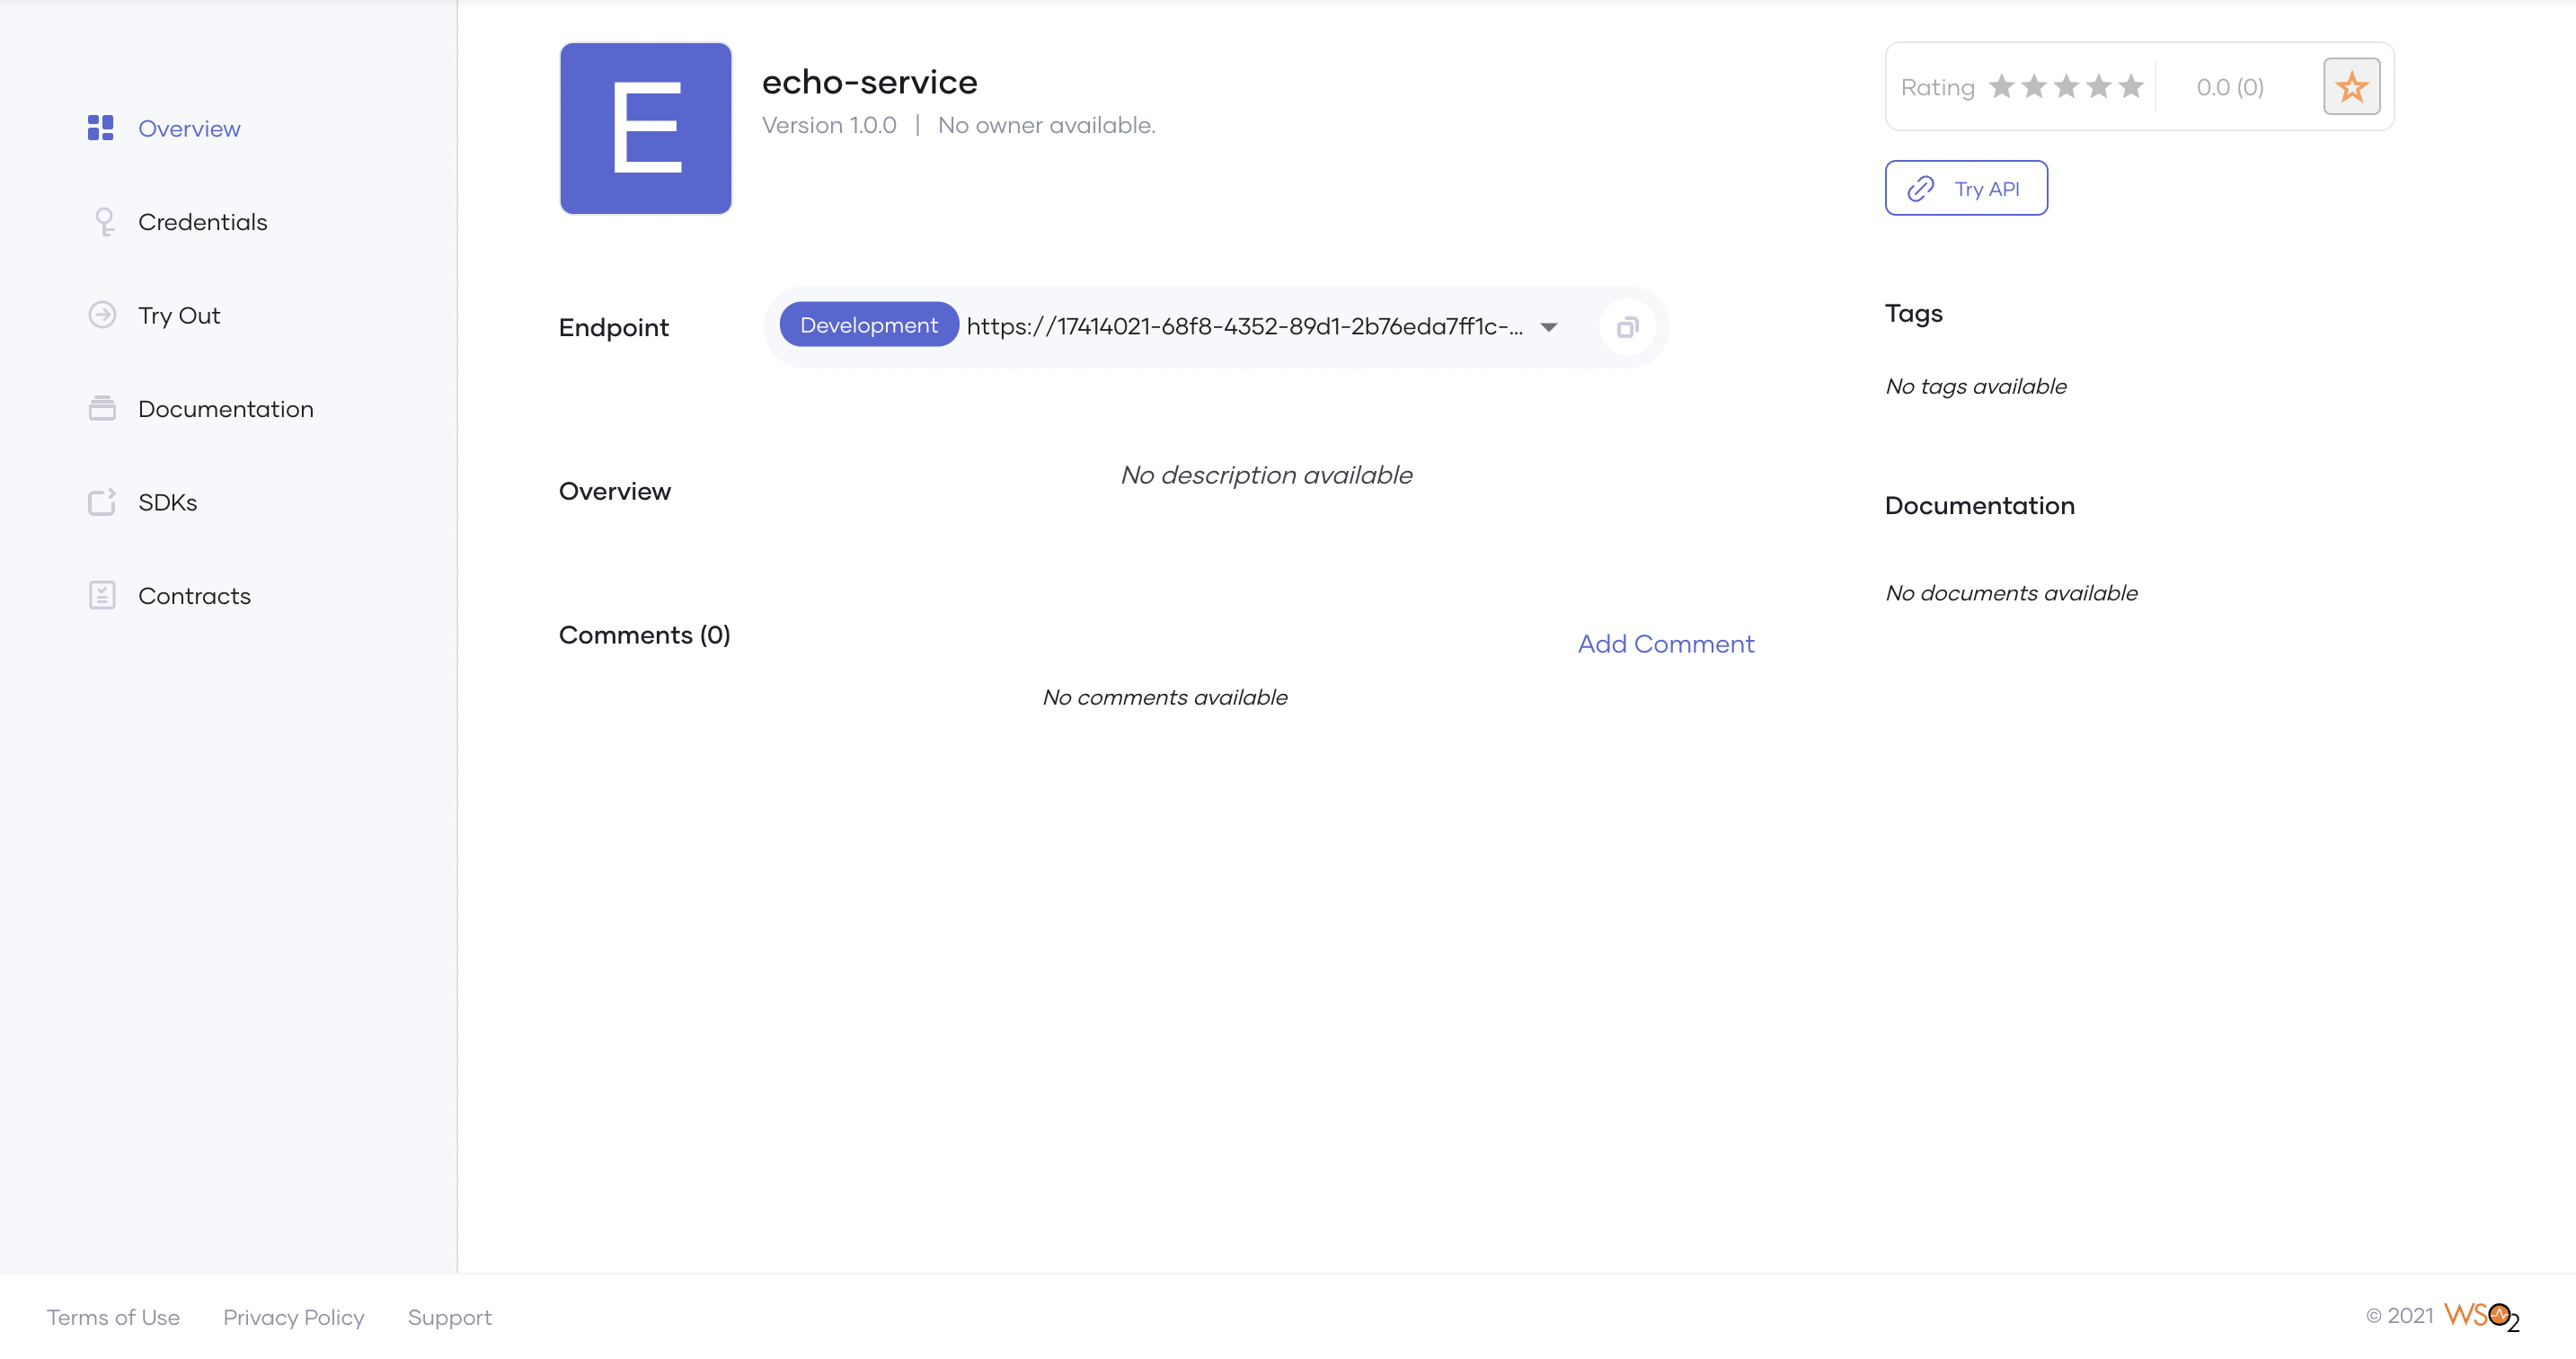 Overview
Credentials
Try Out
Documentation
SDKs
Contracts
E
echo-service
Version 1.0.0 | No owner available.
Rating 0.0 (0)
Try API
Endpoint
Development https://17414021-68f8-4352-89d1-2b76eda7ff1c-...
Overview
No description available
Comments (0)
Add Comment
No comments available
Tags
No tags available
Documentation
No documents available
Terms of Use Privacy Policy Support
© 2021 WSO2